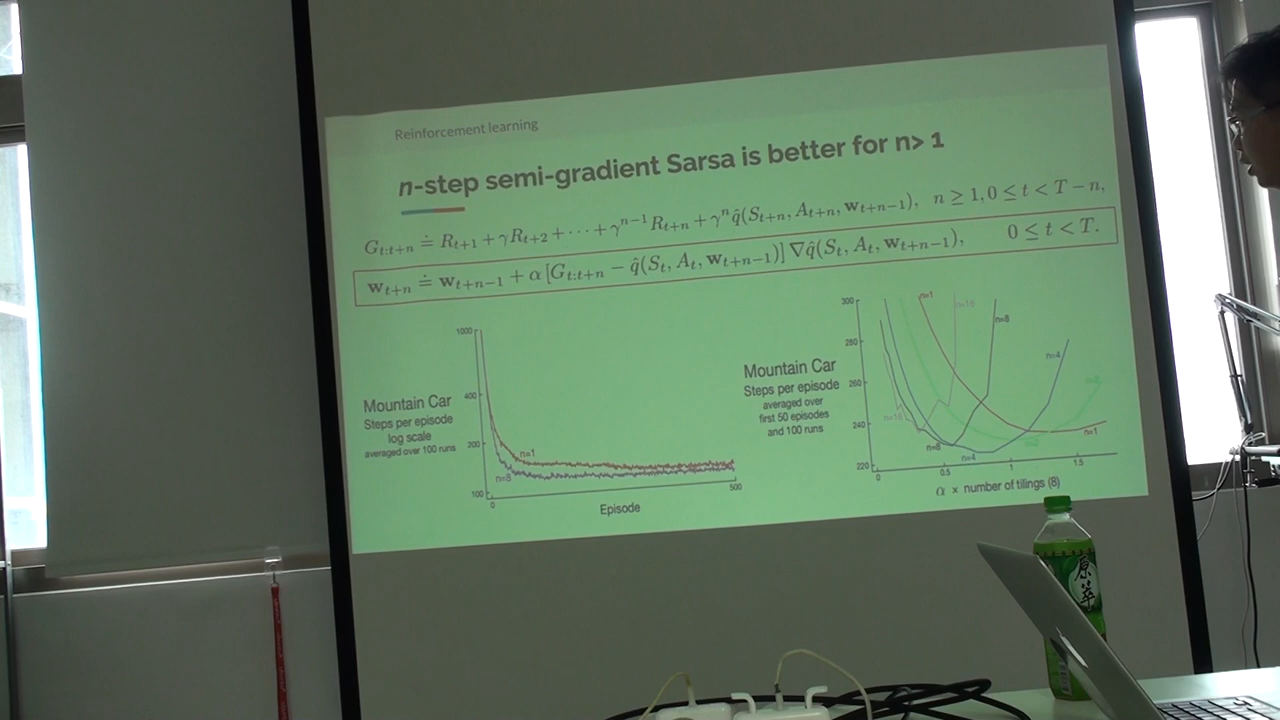 Reinforcement learning
n-step semi-gradient Sarsa is better for n> 1
G_{t:t+n} ≐ R_{t+1} + γR_{t+2} + ⋯ + γ^{n−1}R_{t+n} + γ^n q̂(S_{t+n}, A_{t+n}, w_{t+n−1}), n ≥ 1, 0 ≤ t < T − n,
w_{t+n} ≐ w_{t+n−1} + α [G_{t:t+n} − q̂(S_t, A_t, w_{t+n−1})] ∇q̂(S_t, A_t, w_{t+n−1}), 0 ≤ t < T.
Mountain Car
Steps per episode
log scale
averaged over 100 runs
1000
400
200
100
n=1
n=8
0
500
Episode
Mountain Car
Steps per episode
averaged over
first 50 episodes
and 100 runs
300
280
260
240
220
n=1
n=16
n=8
n=4
n=2
n=16
n=8
n=4
n=2
n=1
0
0.5
1
1.5
α × number of tilings (8)
原萃